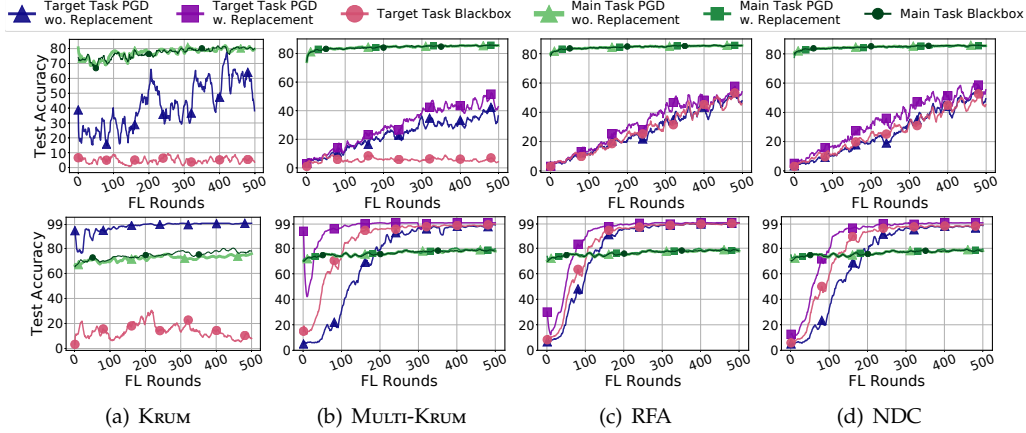 Target Task PGD wo. Replacement
Target Task PGD w. Replacement
Target Task Blackbox
Main Task PGD wo. Replacement
Main Task PGD w. Replacement
Main Task Blackbox
Test Accuracy
80
70
60
50
40
30
20
10
0
0 100 200 300 400 500
FL Rounds
80
60
40
20
0
0 100 200 300 400 500
FL Rounds
80
60
40
20
0
0 100 200 300 400 500
FL Rounds
80
60
40
20
0
0 100 200 300 400 500
FL Rounds
Test Accuracy
99
80
60
40
20
0
0 100 200 300 400 500
FL Rounds
99
80
60
40
20
0
0 100 200 300 400 500
FL Rounds
99
80
60
40
20
0
0 100 200 300 400 500
FL Rounds
99
80
60
40
20
0
0 100 200 300 400 500
FL Rounds
(a) KRUM
(b) MULTI-KRUM
(c) RFA
(d) NDC